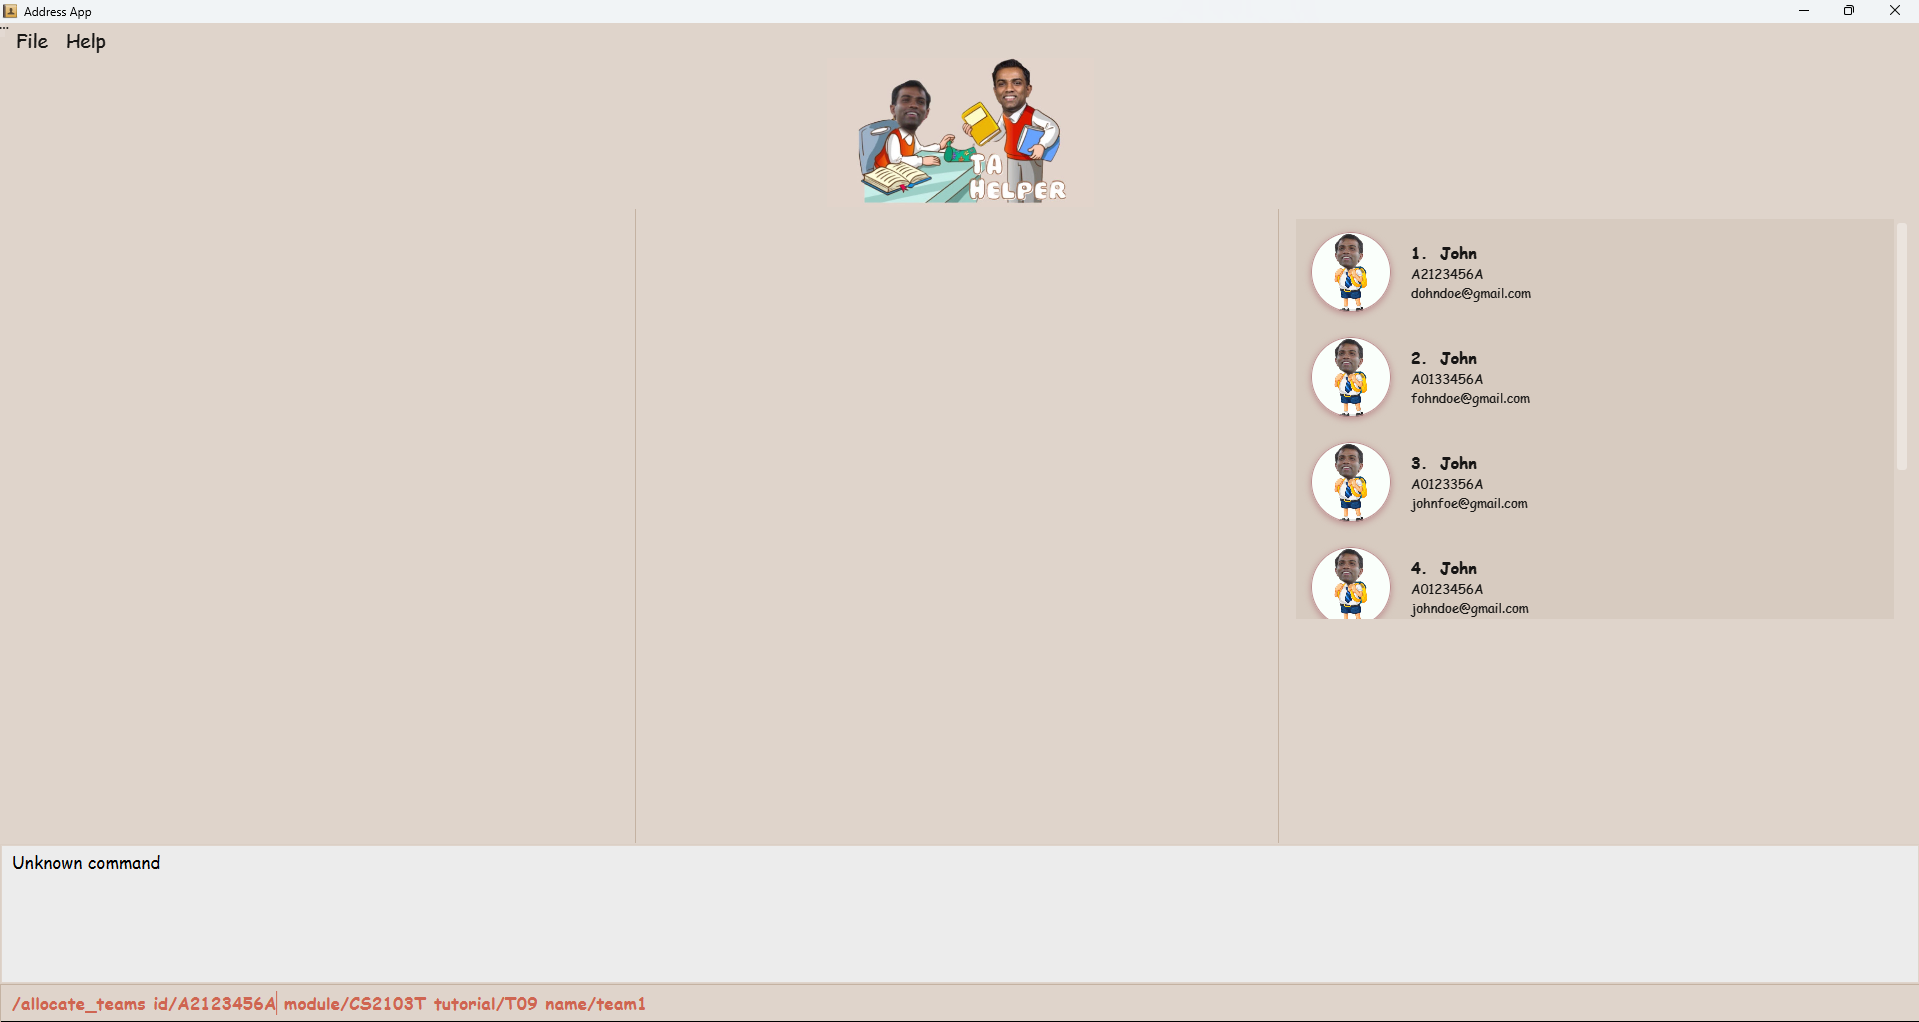 Address App
File Help
TA
HELPER
1. John
A2123456A
dohndoe@gmail.com
2. John
A0133456A
fohndoe@gmail.com
3. John
A0123356A
johnfoe@gmail.com
4. John
A0123456A
johndoe@gmail.com
Unknown command
/allocate_teams id/A2123456A module/CS2103T tutorial/T09 name/team1